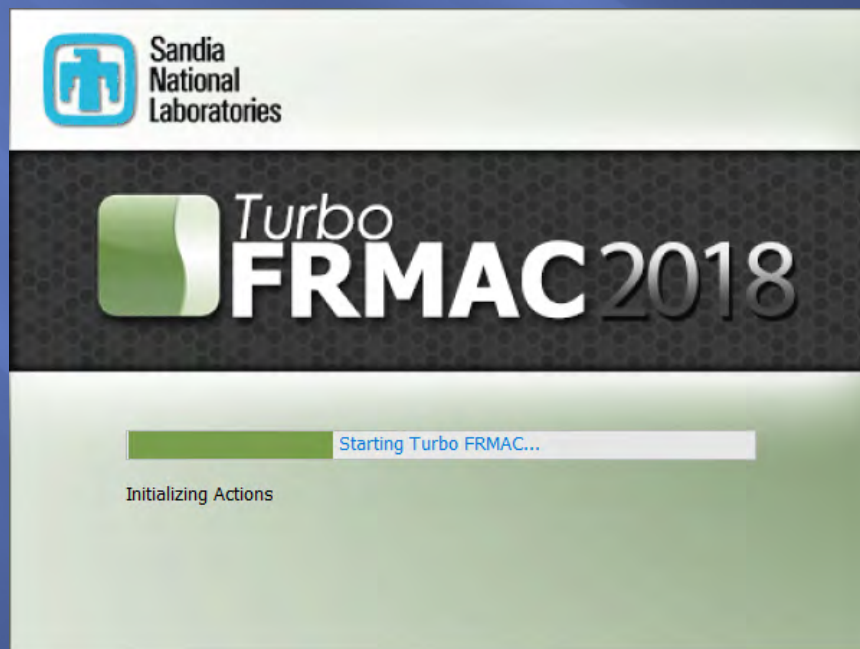 Sandia
National
Laboratories
Turbo
FRMAC 2018
Starting Turbo FRMAC...
Initializing Actions